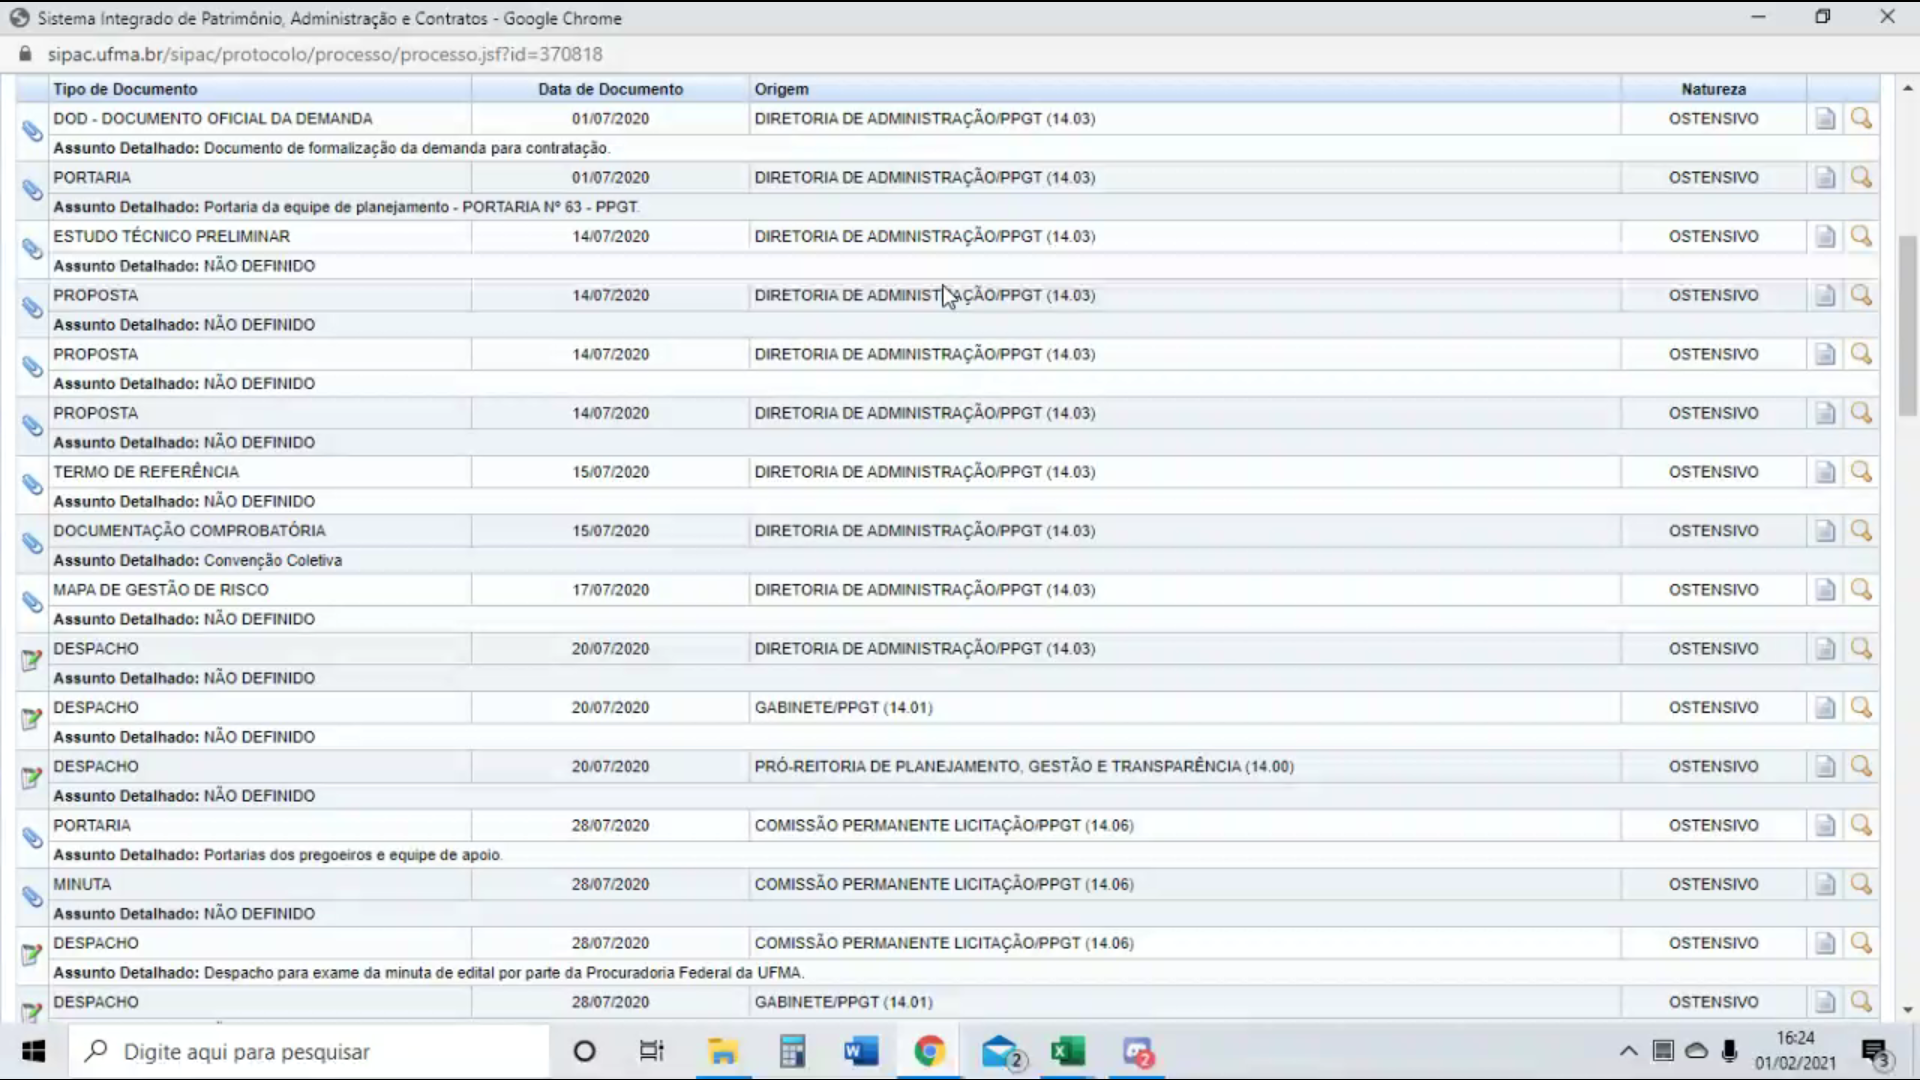 Sistema Integrado de Patrimônio, Administração e Contratos - Google Chrome
sipac.ufma.br/sipac/protocolo/processo/processo.jsf?id=370818
Tipo de Documento Data de Documento Origem Natureza
DOD - DOCUMENTO OFICIAL DA DEMANDA 01/07/2020 DIRETORIA DE ADMINISTRAÇÃO/PPGT (14.03) OSTENSIVO
Assunto Detalhado: Documento de formalização da demanda para contratação.
PORTARIA 01/07/2020 DIRETORIA DE ADMINISTRAÇÃO/PPGT (14.03) OSTENSIVO
Assunto Detalhado: Portaria da equipe de planejamento - PORTARIA Nº 63 - PPGT.
ESTUDO TÉCNICO PRELIMINAR 14/07/2020 DIRETORIA DE ADMINISTRAÇÃO/PPGT (14.03) OSTENSIVO
Assunto Detalhado: NÃO DEFINIDO
PROPOSTA 14/07/2020 DIRETORIA DE ADMINISTRAÇÃO/PPGT (14.03) OSTENSIVO
Assunto Detalhado: NÃO DEFINIDO
PROPOSTA 14/07/2020 DIRETORIA DE ADMINISTRAÇÃO/PPGT (14.03) OSTENSIVO
Assunto Detalhado: NÃO DEFINIDO
PROPOSTA 14/07/2020 DIRETORIA DE ADMINISTRAÇÃO/PPGT (14.03) OSTENSIVO
Assunto Detalhado: NÃO DEFINIDO
TERMO DE REFERÊNCIA 15/07/2020 DIRETORIA DE ADMINISTRAÇÃO/PPGT (14.03) OSTENSIVO
Assunto Detalhado: NÃO DEFINIDO
DOCUMENTAÇÃO COMPROBATÓRIA 15/07/2020 DIRETORIA DE ADMINISTRAÇÃO/PPGT (14.03) OSTENSIVO
Assunto Detalhado: Convenção Coletiva
MAPA DE GESTÃO DE RISCO 17/07/2020 DIRETORIA DE ADMINISTRAÇÃO/PPGT (14.03) OSTENSIVO
Assunto Detalhado: NÃO DEFINIDO
DESPACHO 20/07/2020 DIRETORIA DE ADMINISTRAÇÃO/PPGT (14.03) OSTENSIVO
Assunto Detalhado: NÃO DEFINIDO
DESPACHO 20/07/2020 GABINETE/PPGT (14.01) OSTENSIVO
Assunto Detalhado: NÃO DEFINIDO
DESPACHO 20/07/2020 PRÓ-REITORIA DE PLANEJAMENTO, GESTÃO E TRANSPARÊNCIA (14.00) OSTENSIVO
Assunto Detalhado: NÃO DEFINIDO
PORTARIA 28/07/2020 COMISSÃO PERMANENTE LICITAÇÃO/PPGT (14.06) OSTENSIVO
Assunto Detalhado: Portarias dos pregoeiros e equipe de apoio.
MINUTA 28/07/2020 COMISSÃO PERMANENTE LICITAÇÃO/PPGT (14.06) OSTENSIVO
Assunto Detalhado: NÃO DEFINIDO
DESPACHO 28/07/2020 COMISSÃO PERMANENTE LICITAÇÃO/PPGT (14.06) OSTENSIVO
Assunto Detalhado: Despacho para exame da minuta de edital por parte da Procuradoria Federal da UFMA.
DESPACHO 28/07/2020 GABINETE/PPGT (14.01) OSTENSIVO
Digite aqui para pesquisar 2 2 16:24
01/02/2021 3